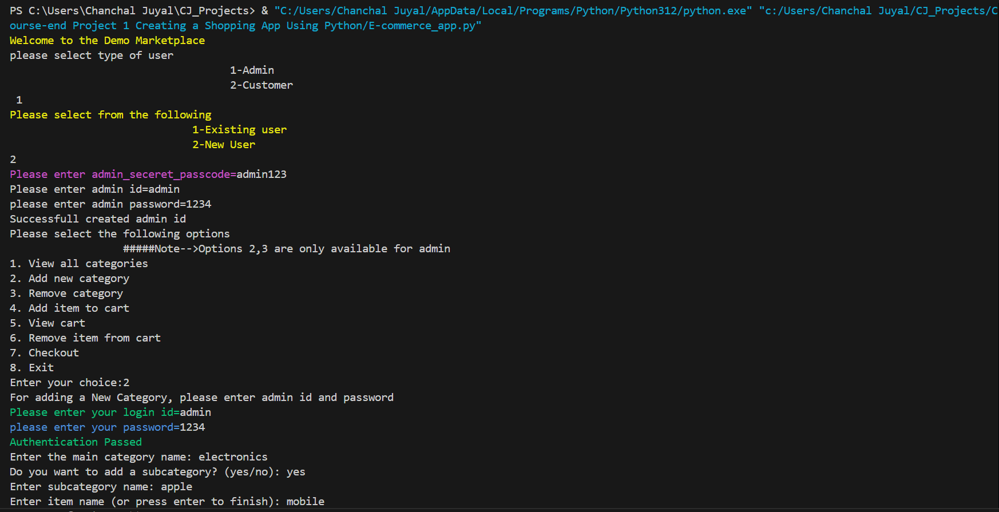 PS C:\Users\Chanchal Juyal\CJ_Projects> & "C:/Users/Chanchal Juyal/AppData/Local/Programs/Python/Python312/python.exe" "c:/Users/Chanchal Juyal/CJ_Projects/C
ourse-end Project 1 Creating a Shopping App Using Python/E-commerce_app.py"
Welcome to the Demo Marketplace
please select type of user
1-Admin
2-Customer
1
Please select from the following
1-Existing user
2-New User
2
Please enter admin_seceret_passcode=admin123
Please enter admin id=admin
please enter admin password=1234
Successfull created admin id
Please select the following options
#####Note-->Options 2,3 are only available for admin
1. View all categories
2. Add new category
3. Remove category
4. Add item to cart
5. View cart
6. Remove item from cart
7. Checkout
8. Exit
Enter your choice:2
For adding a New Category, please enter admin id and password
Please enter your login id=admin
please enter your password=1234
Authentication Passed
Enter the main category name: electronics
Do you want to add a subcategory? (yes/no): yes
Enter subcategory name: apple
Enter item name (or press enter to finish): mobile